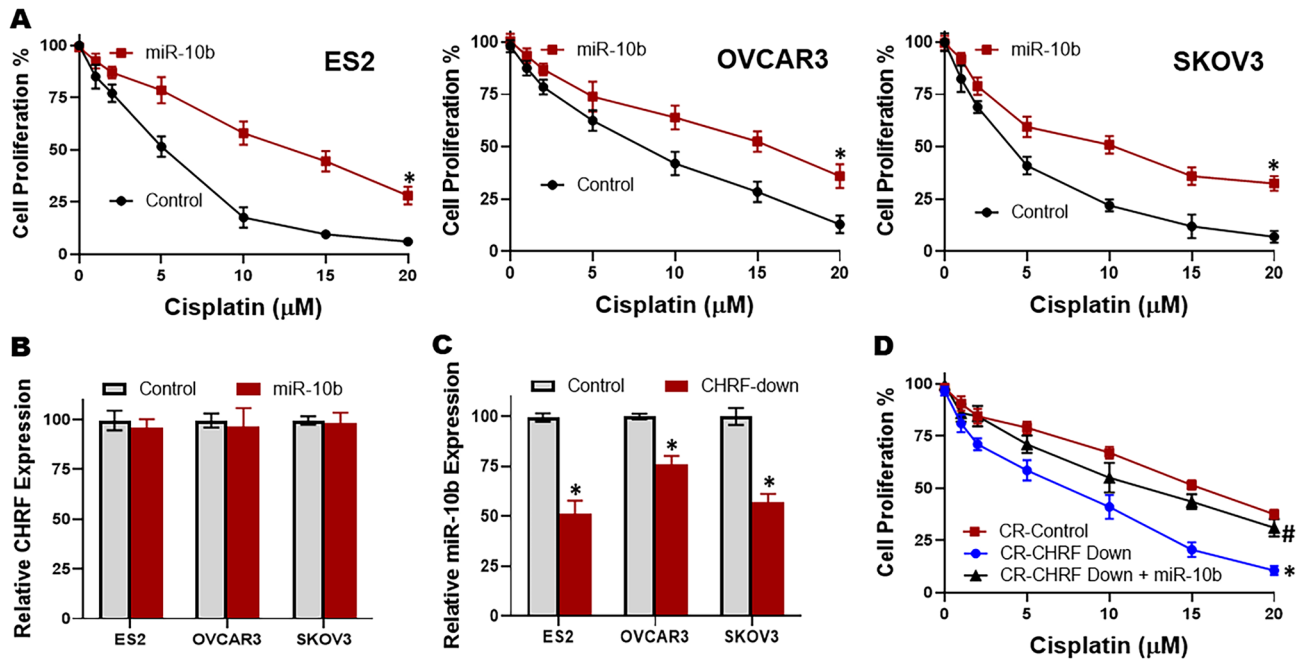 A
ES2
miR-10b
Control
Cell Proliferation %
100
75
50
25
0
0 5 10 15 20
*
Cisplatin (μM)
OVCAR3
miR-10b
Control
Cell Proliferation %
100
75
50
25
0
0 5 10 15 20
*
Cisplatin (μM)
SKOV3
miR-10b
Control
Cell Proliferation %
100
75
50
25
0
0 5 10 15 20
*
Cisplatin (μM)
B
Control miR-10b
Relative CHRF Expression
100
75
50
25
0
ES2 OVCAR3 SKOV3
C
Control CHRF-down
Relative miR-10b Expression
100
75
50
25
0
* * *
ES2 OVCAR3 SKOV3
D
Cell Proliferation %
100
75
50
25
0
CR-Control
CR-CHRF Down
CR-CHRF Down + miR-10b
#
*
0 5 10 15 20
Cisplatin (μM)